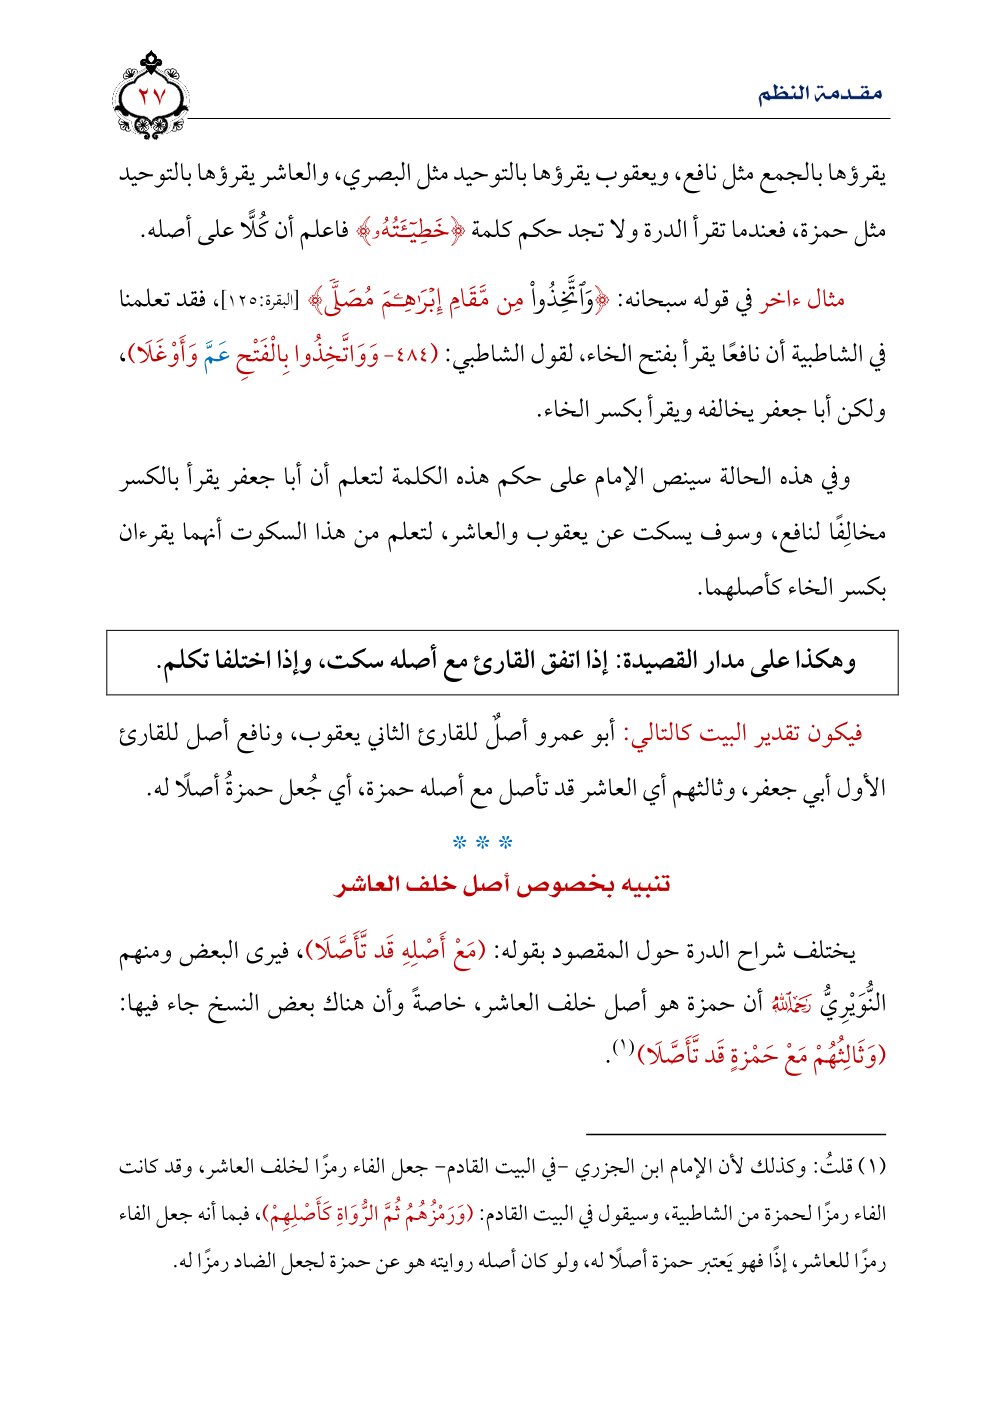 مقدمة النظم
٢٧
يقرؤها بالجمع مثل نافع، ويعقوب يقرؤها بالتوحيد مثل البصري، والعاشر يقرؤها بالتوحيد
مثل حمزة، فعندما تقرأ الدرة ولا تجد حكم كلمة ﴿خَطِيٓـَٔتُهُۥ﴾ فاعلم أن كُلًّا على أصله.
مثال ءاخر في قوله سبحانه: ﴿وَٱتَّخِذُواْ مِن مَّقَامِ إِبۡرَٰهِـۧمَ مُصَلّٗىۖ﴾ [البقرة:١٢٥]، فقد تعلمنا
في الشاطبية أن نافعًا يقرأ بفتح الخاء، لقول الشاطبي: (٤٨٤- وَوَاتَّخِذُوا بِالْفَتْحِ عَمَّ وَأَوْغَلَا)،
ولكن أبا جعفر يخالفه ويقرأ بكسر الخاء.
وفي هذه الحالة سينص الإمام على حكم هذه الكلمة لتعلم أن أبا جعفر يقرأ بالكسر
مخالِفًا لنافع، وسوف يسكت عن يعقوب والعاشر، لتعلم من هذا السكوت أنهما يقرءان
بكسر الخاء كأصلهما.
وهكذا على مدار القصيدة: إذا اتفق القارئ مع أصله سكت، وإذا اختلفا تكلم.
فيكون تقدير البيت كالتالي: أبو عمرو أصلٌ للقارئ الثاني يعقوب، ونافع أصل للقارئ
الأول أبي جعفر، وثالثهم أي العاشر قد تأصل مع أصله حمزة، أي جُعل حمزةُ أصلًا له.
* * *
تنبيه بخصوص أصل خلف العاشر
يختلف شراح الدرة حول المقصود بقوله: (مَعْ أَصْلِهِ قَد تَّأَصَّلَا)، فيرى البعض ومنهم
النُّوَيْرِيُّ رَحِمَهُ اللَّهُ أن حمزة هو أصل خلف العاشر، خاصةً وأن هناك بعض النسخ جاء فيها:
(وَثَالِثُهُمْ مَعْ حَمْزةٍ قَد تَّأَصَّلَا)(١).
(١) قلتُ: وكذلك لأن الإمام ابن الجزري -في البيت القادم- جعل الفاء رمزًا لخلف العاشر، وقد كانت
الفاء رمزًا لحمزة من الشاطبية، وسيقول في البيت القادم: (وَرَمْزُهُمُ ثُمَّ الرُّوَاةِ كَأَصْلِهِمْ)، فبما أنه جعل الفاء
رمزًا للعاشر، إذًا فهو يَعتبر حمزة أصلًا له، ولو كان أصله روايته هو عن حمزة لجعل الضاد رمزًا له.